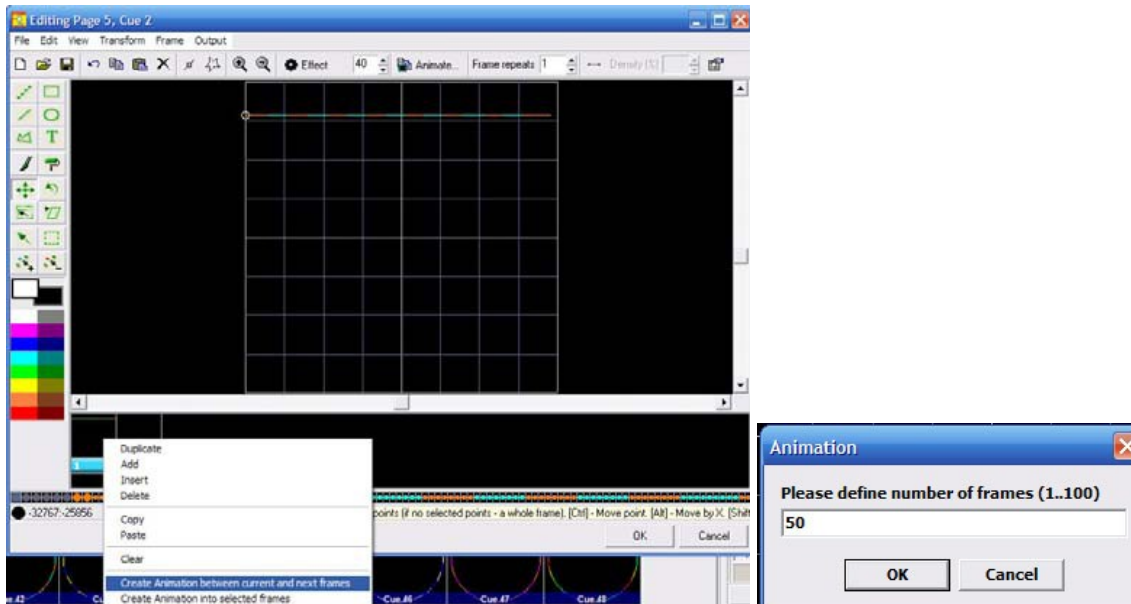 Editing Page 5, Cue 2
File Edit View Transform Frame Output
Effect 40 Animate... Frame repeats 1 Density (%)
T
1
Duplicate
Add
Insert
Delete
Copy
Paste
Clear
Create Animation between current and next frames
Create Animation into selected frames
-32767:-25856
points (if no selected points - a whole frame). [Ctrl] - Move point. [Alt] - Move by X. [Shift
OK Cancel
Cue 46 Cue 47 Cue 48
Animation
Please define number of frames (1..100)
50
OK Cancel